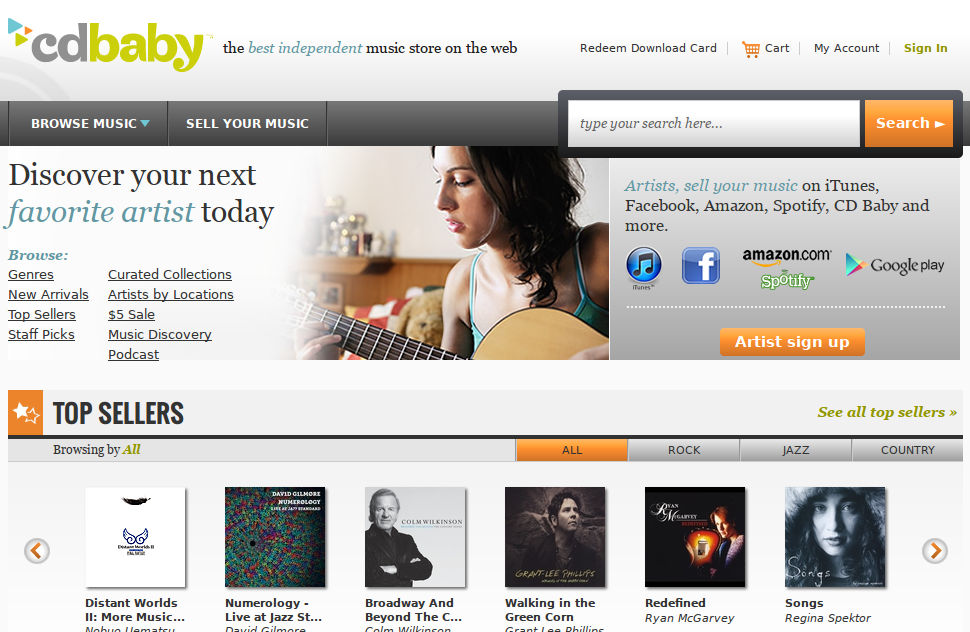 cdbaby™
the best independent music store on the web
Redeem Download Card
Cart
My Account
Sign In
BROWSE MUSIC
SELL YOUR MUSIC
type your search here...
Search ►
Discover your next
favorite artist today
Browse:
Genres
Curated Collections
New Arrivals
Artists by Locations
Top Sellers
$5 Sale
Staff Picks
Music Discovery
Podcast
Artists, sell your music on iTunes,
Facebook, Amazon, Spotify, CD Baby and
more.
iTunes
f
amazon.com
Spotify
Google play
Artist sign up
TOP SELLERS
See all top sellers »
Browsing by All
ALL
ROCK
JAZZ
COUNTRY
Distant Worlds II
DAVID GILMORE
NUMEROLOGY
LIVE AT JAZZ STANDARD
COLM WILKINSON
GRANT-LEE PHILLIPS
RYAN
MCGARVEY
REDEFINED
Songs
Distant Worlds
II: More Music...
Nobuo Uematsu
Numerology -
Live at Jazz St...
David Gilmore
Broadway And
Beyond The C...
Colm Wilkinson
Walking in the
Green Corn
Grant Lee Phillips
Redefined
Ryan McGarvey
Songs
Regina Spektor